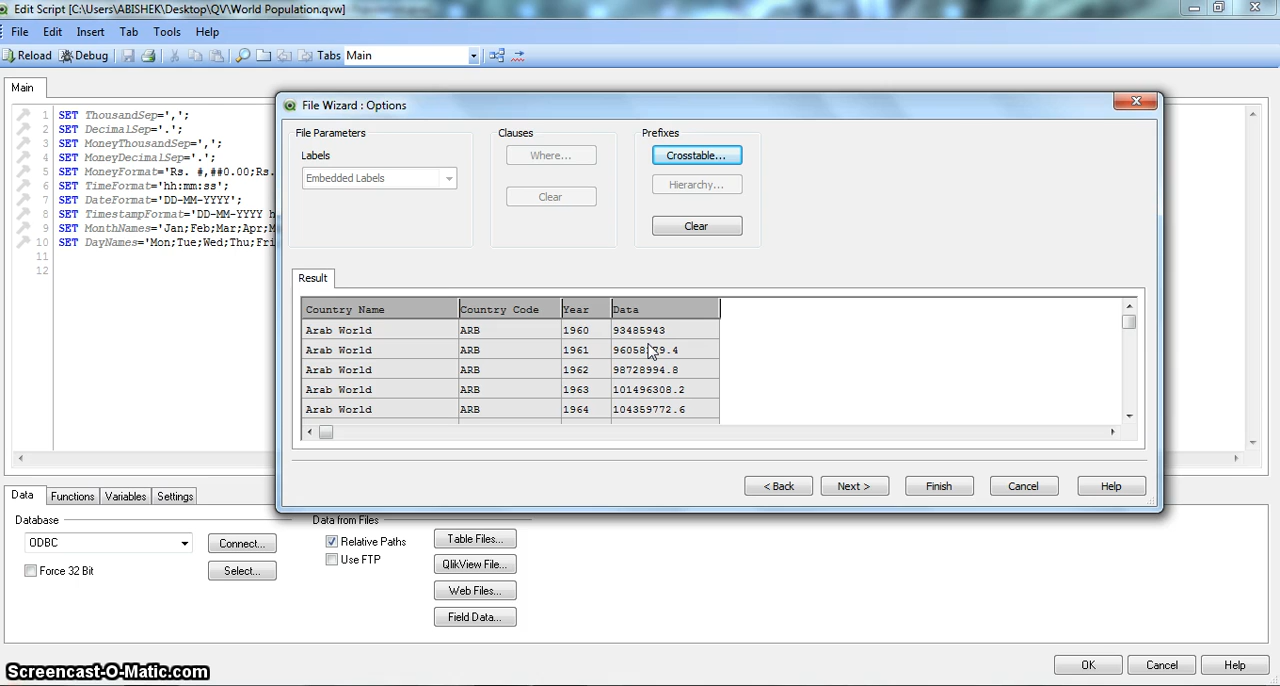 Edit Script [C:\Users\ABISHEK\Desktop\QV\World Population.qvw]
File Edit Insert Tab Tools Help
Reload Debug Tabs Main
Main
File Wizard : Options
1 SET ThousandSep=',';
2 SET DecimalSep='.';
3 SET MoneyThousandSep=',';
4 SET MoneyDecimalSep='.';
5 SET MoneyFormat='Rs. #,##0.00;Rs.
6 SET TimeFormat='hh:mm:ss';
7 SET DateFormat='DD-MM-YYYY';
8 SET TimestampFormat='DD-MM-YYYY h
9 SET MonthNames='Jan;Feb;Mar;Apr;M
10 SET DayNames='Mon;Tue;Wed;Thu;Fri
11
12
File Parameters Clauses Prefixes
Labels Where... Crosstable...
Embedded Labels Hierarchy...
Clear Clear
Result
Country Name Country Code Year Data
Arab World ARB 1960 93485943
Arab World ARB 1961 9605 9.4
Arab World ARB 1962 98728994.8
Arab World ARB 1963 101496308.2
Arab World ARB 1964 104359772.6
< Back Next > Finish Cancel Help
Data Functions Variables Settings
Database Data from Files
ODBC Connect... Relative Paths Table Files...
Force 32 Bit Select... Use FTP QlikView File...
Web Files...
Field Data...
OK Cancel Help
Screencast-O-Matic.com